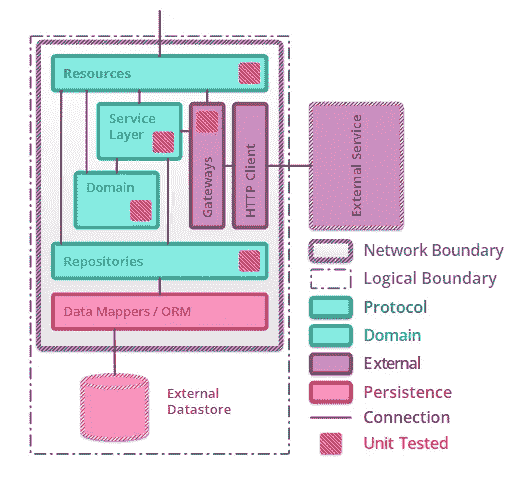 Resources
Service
Layer
Gateways
HTTP Client
External Service
Domain
Repositories
Data Mappers / ORM
External
Datastore
Network Boundary
Logical Boundary
Protocol
Domain
External
Persistence
Connection
Unit Tested